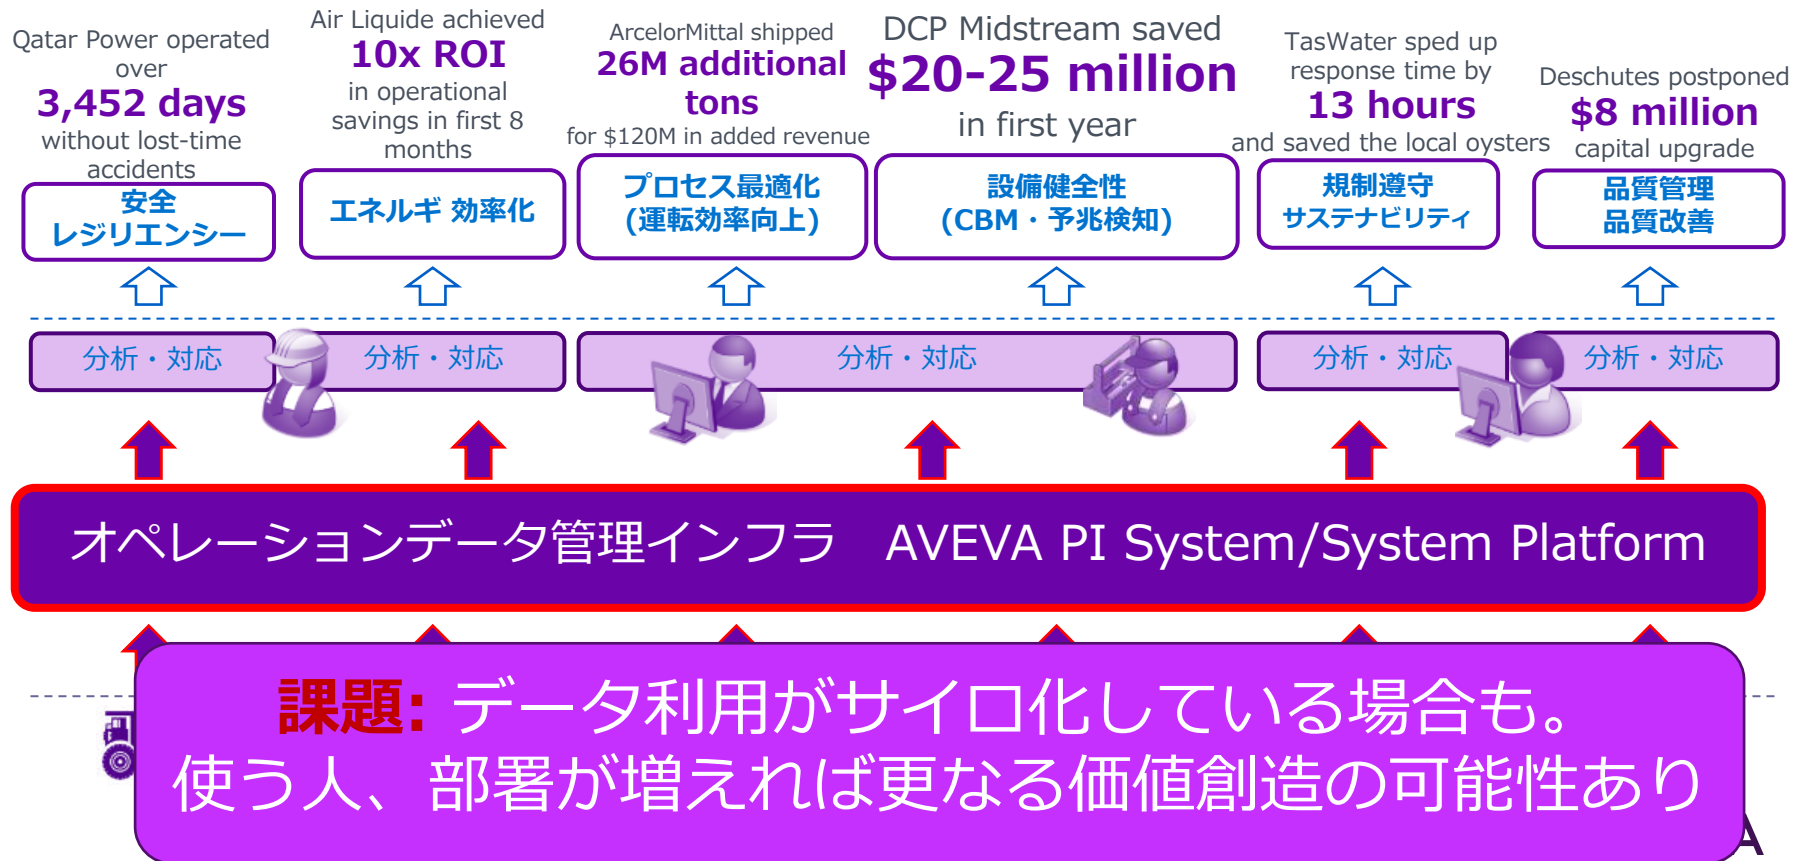 Qatar Power operated
over
3,452 days
without lost-time
accidents
Air Liquide achieved
10x ROI
in operational
savings in first 8
months
ArcelorMittal shipped
26M additional
tons
for $120M in added revenue
DCP Midstream saved
$20-25 million
in first year
TasWater sped up
response time by
13 hours
and saved the local oysters
Deschutes postponed
$8 million
capital upgrade
安全
レジリエンシー
エネルギ 効率化
プロセス最適化
(運転効率向上)
設備健全性
(CBM・予兆検知)
規制遵守
サステナビリティ
品質管理
品質改善
分析・対応
分析・対応
分析・対応
分析・対応
分析・対応
オペレーションデータ管理インフラ　AVEVA PI System/System Platform
課題: データ利用がサイロ化している場合も。
使う人、部署が増えれば更なる価値創造の可能性あり
A